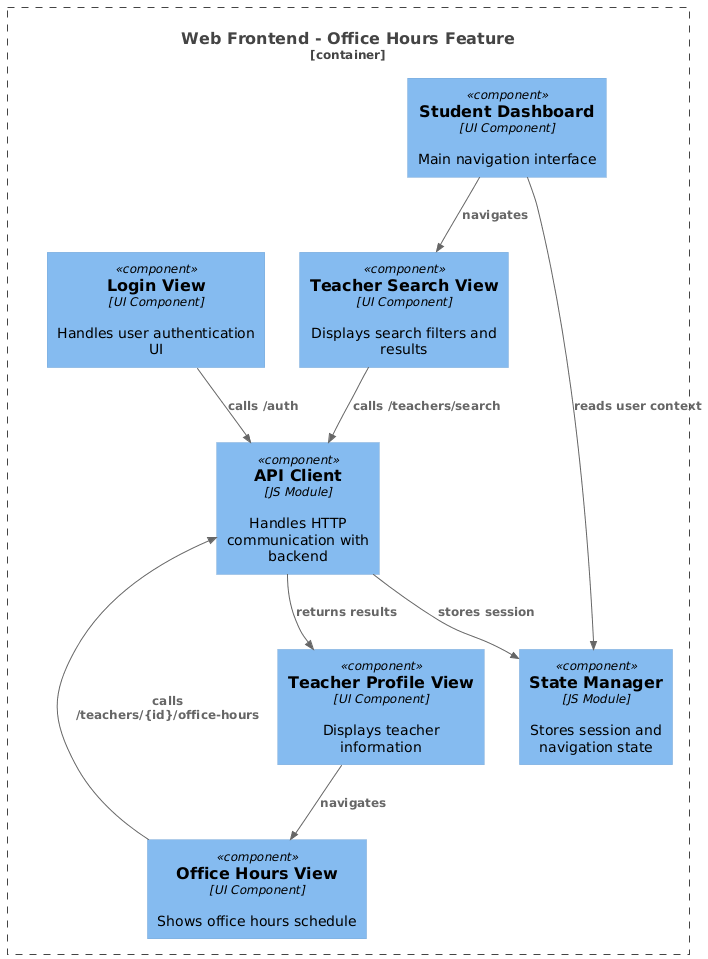 Web Frontend - Office Hours Feature
[container]
«component»
Student Dashboard
[UI Component]
Main navigation interface
navigates
«component»
Login View
[UI Component]
Handles user authentication
UI
«component»
Teacher Search View
[UI Component]
Displays search filters and
results
calls /auth
calls /teachers/search
reads user context
«component»
API Client
[JS Module]
Handles HTTP
communication with
backend
returns results
stores session
«component»
Teacher Profile View
[UI Component]
Displays teacher
information
«component»
State Manager
[JS Module]
Stores session and
navigation state
calls
/teachers/{id}/office-hours
navigates
«component»
Office Hours View
[UI Component]
Shows office hours schedule